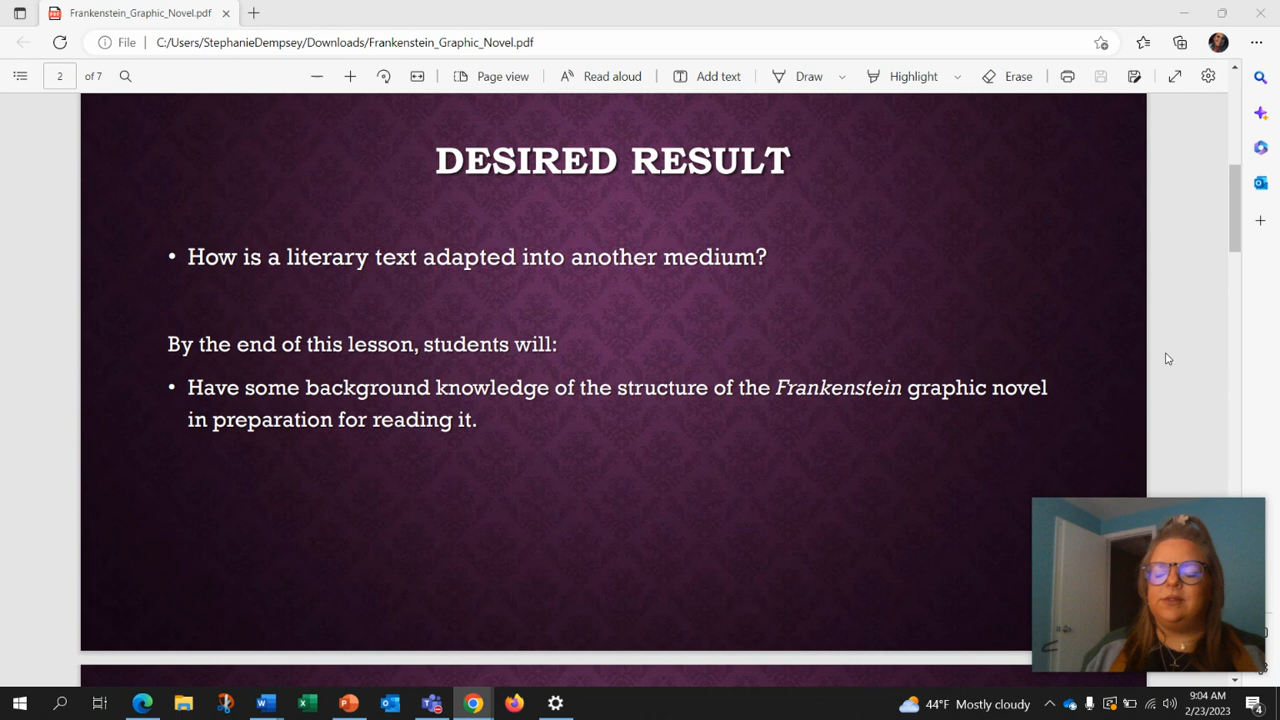 Frankenstein_Graphic_Novel.pdf
File
C:/Users/StephanieDempsey/Downloads/Frankenstein_Graphic_Novel.pdf
2 of 7
Page view
Read aloud
Add text
Draw
Highlight
Erase
DESIRED RESULT
• How is a literary text adapted into another medium?
By the end of this lesson, students will:
• Have some background knowledge of the structure of the Frankenstein graphic novel
in preparation for reading it.
44°F Mostly cloudy
9:04 AM
2/23/2023
4